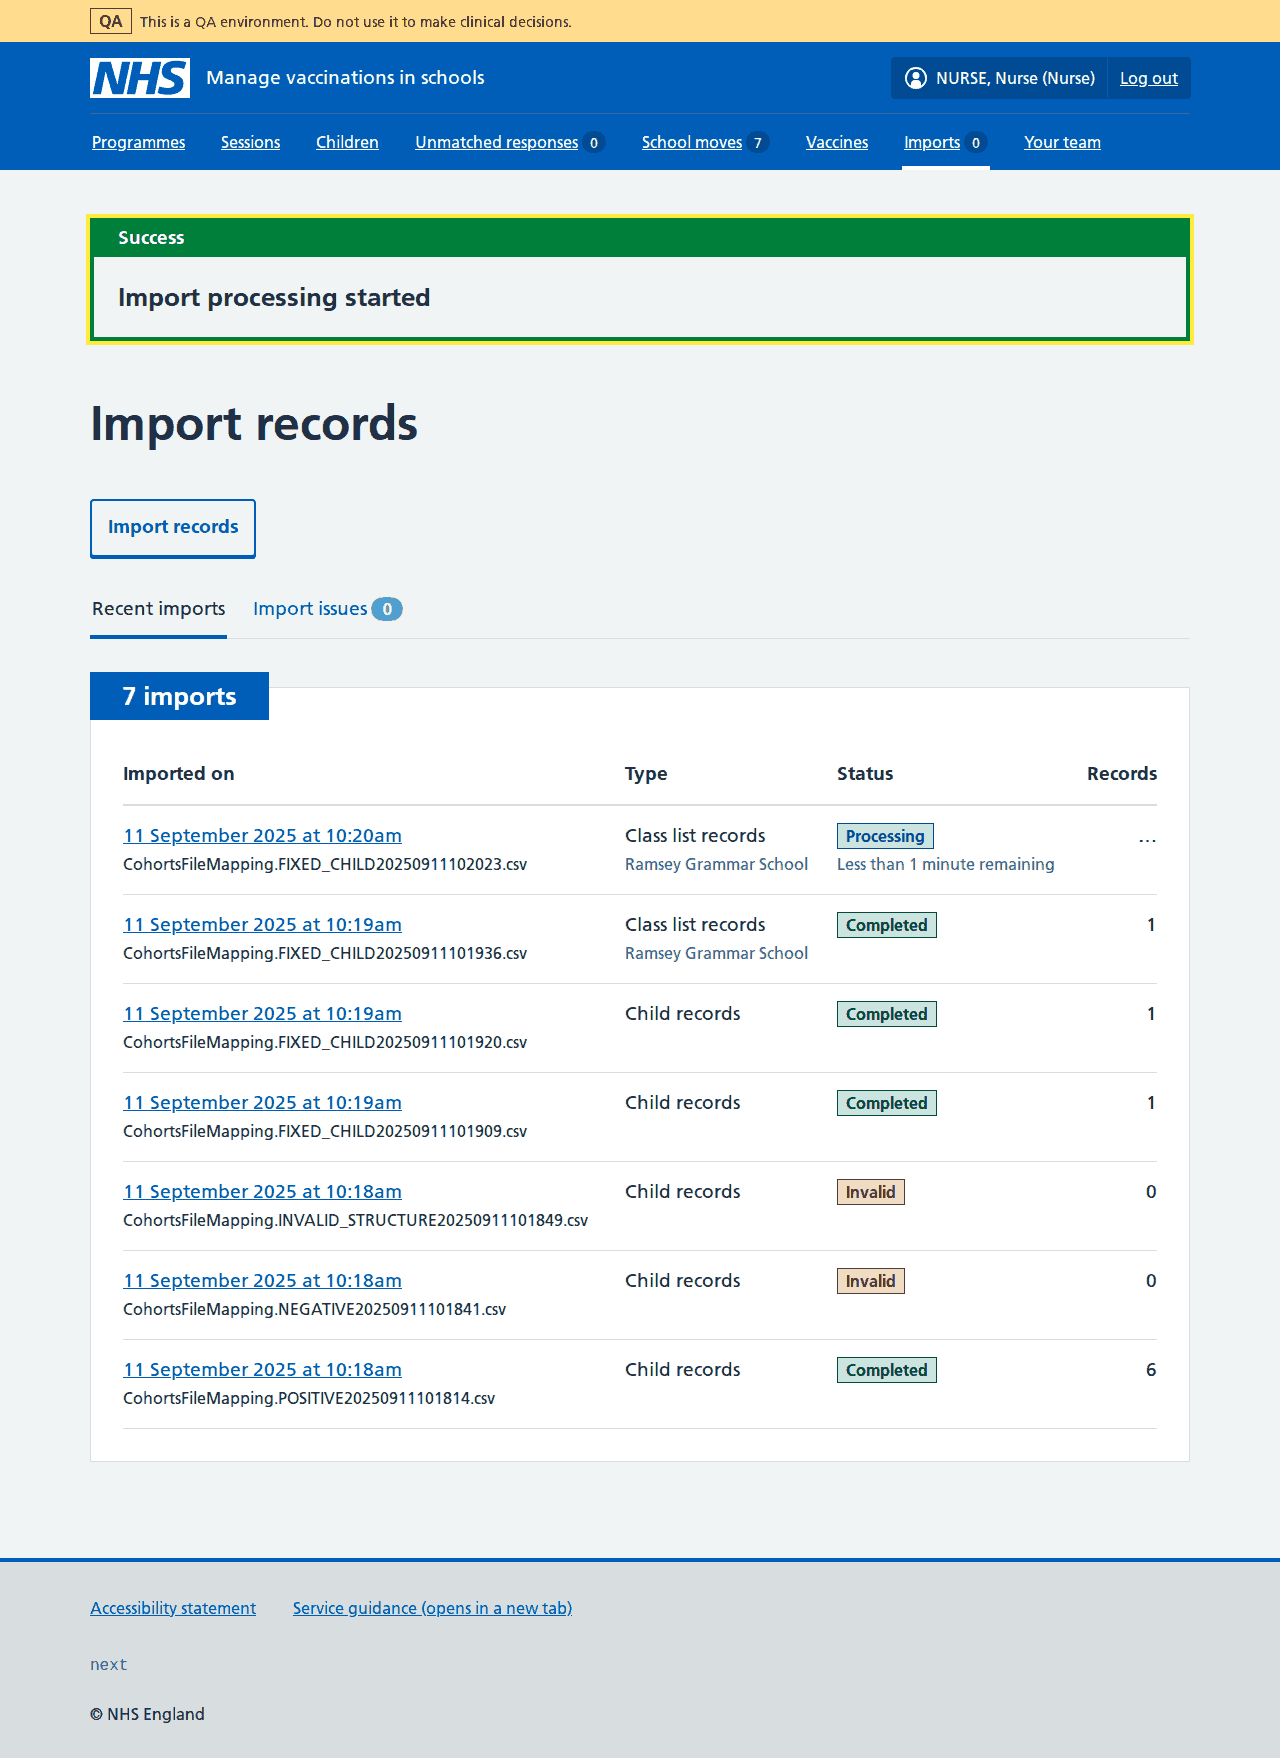 QA This is a QA environment. Do not use it to make clinical decisions.
NHS Manage vaccinations in schools NURSE, Nurse (Nurse) Log out
Programmes Sessions Children Unmatched responses 0 School moves 7 Vaccines Imports 0 Your team
Success
Import processing started
Import records
Import records
Recent imports Import issues 0
7 imports
Imported on Type Status Records
11 September 2025 at 10:20am Class list records Processing ...
CohortsFileMapping.FIXED_CHILD20250911102023.csv Ramsey Grammar School Less than 1 minute remaining
11 September 2025 at 10:19am Class list records Completed 1
CohortsFileMapping.FIXED_CHILD20250911101936.csv Ramsey Grammar School
11 September 2025 at 10:19am Child records Completed 1
CohortsFileMapping.FIXED_CHILD20250911101920.csv
11 September 2025 at 10:19am Child records Completed 1
CohortsFileMapping.FIXED_CHILD20250911101909.csv
11 September 2025 at 10:18am Child records Invalid 0
CohortsFileMapping.INVALID_STRUCTURE20250911101849.csv
11 September 2025 at 10:18am Child records Invalid 0
CohortsFileMapping.NEGATIVE20250911101841.csv
11 September 2025 at 10:18am Child records Completed 6
CohortsFileMapping.POSITIVE20250911101814.csv
Accessibility statement Service guidance (opens in a new tab)
next
© NHS England